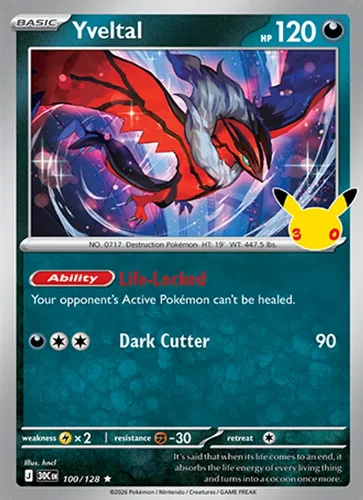 BASIC Yveltal HP 120
30
NO. 0717 Destruction Pokémon HT: 19' WT: 447.5 lbs.
Ability Life-Locked
Your opponent's Active Pokémon can't be healed.
Dark Cutter 90
weakness ×2 resistance -30 retreat
Illus. hncl
J 30C EN 100/128 ★
It's said that when its life comes to an end, it
absorbs the life energy of every living thing
and turns into a cocoon once more.
©2026 Pokémon / Nintendo / Creatures / GAME FREAK